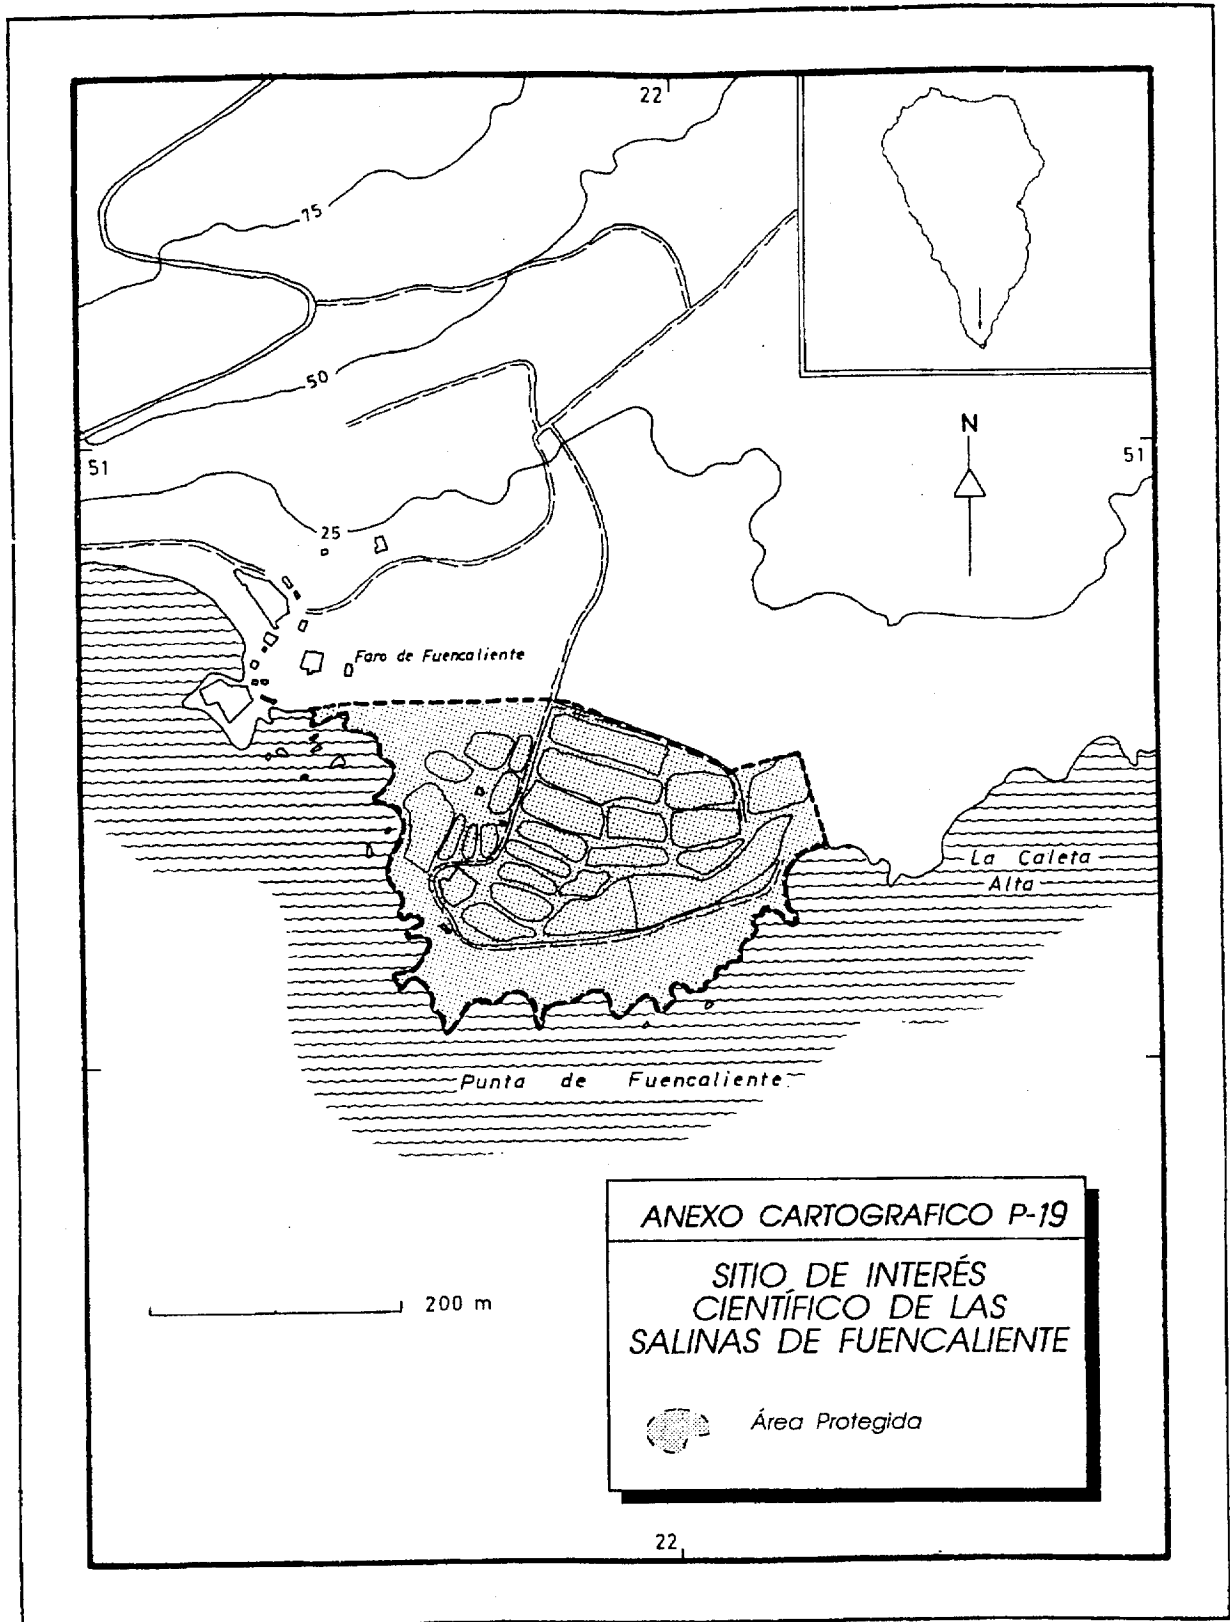 22
75
50
N
51
51
25
Faro de Fuencaliente
La Caleta
Alta
Punta de Fuencaliente
ANEXO CARTOGRAFICO P-19
SITIO DE INTERÉS
CIENTÍFICO DE LAS
SALINAS DE FUENCALIENTE
200 m
Área Protegida
22